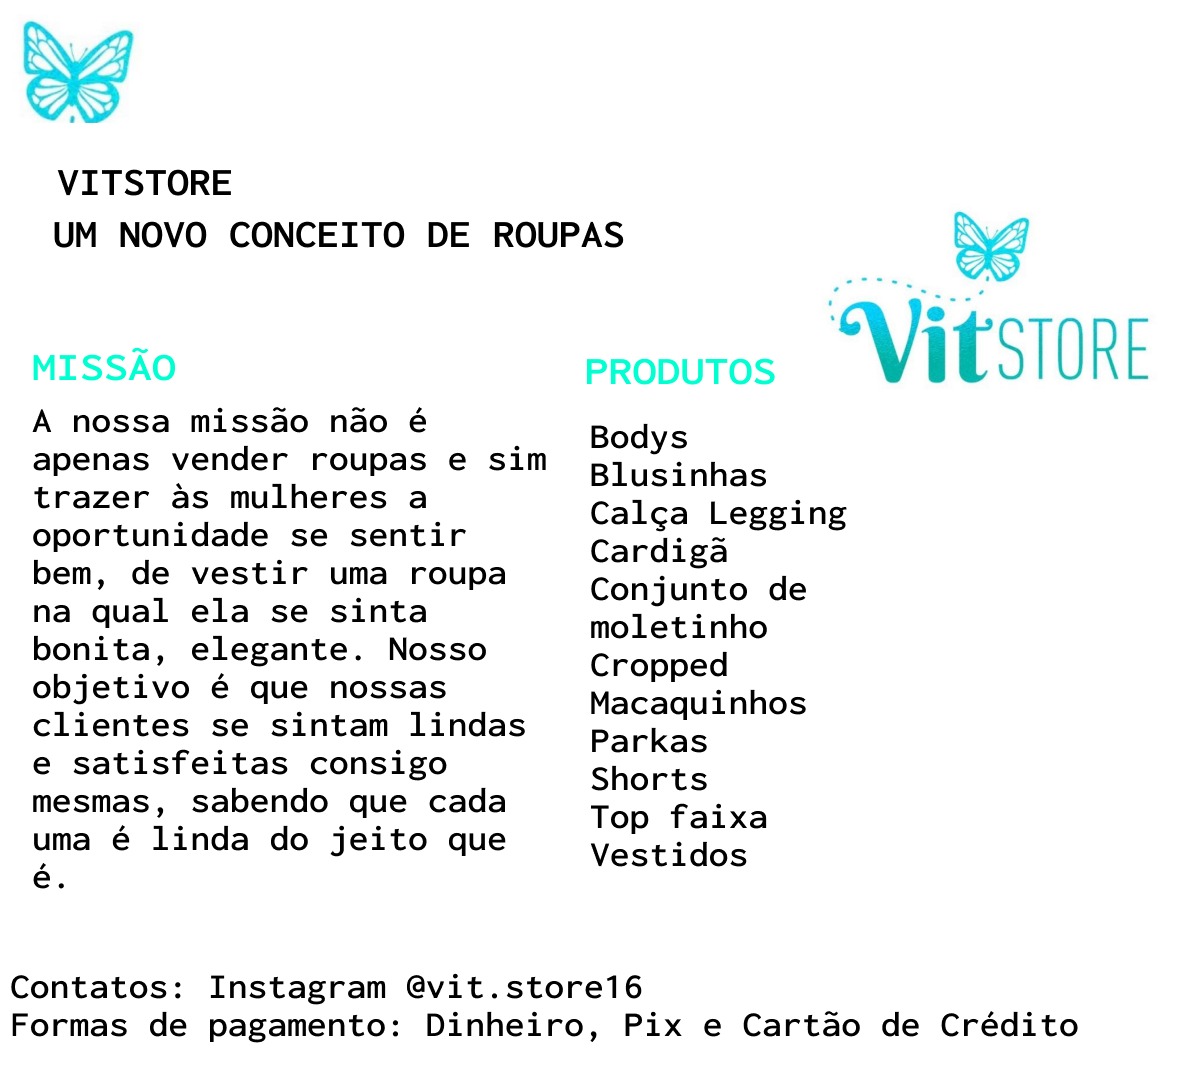 VITSTORE
UM NOVO CONCEITO DE ROUPAS
VitSTORE
MISSÃO
A nossa missão não é
apenas vender roupas e sim
trazer às mulheres a
oportunidade se sentir
bem, de vestir uma roupa
na qual ela se sinta
bonita, elegante. Nosso
objetivo é que nossas
clientes se sintam lindas
e satisfeitas consigo
mesmas, sabendo que cada
uma é linda do jeito que
é.
PRODUTOS
Bodys
Blusinhas
Calça Legging
Cardigã
Conjunto de
moletinho
Cropped
Macaquinhos
Parkas
Shorts
Top faixa
Vestidos
Contatos: Instagram @vit.store16
Formas de pagamento: Dinheiro, Pix e Cartão de Crédito